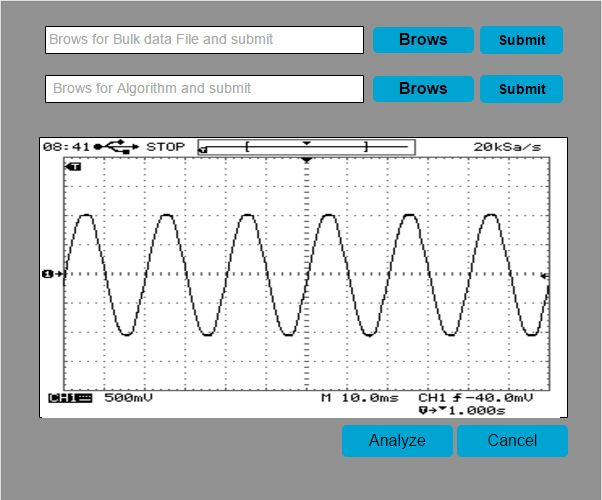 Brows for Bulk data File and submit Brows Submit
Brows for Algorithm and submit Brows Submit
08:41 STOP 20kSa/s
T
1
CH1 500mV M 10.0ms CH1 -40.0mV
1.000s
Analyze Cancel